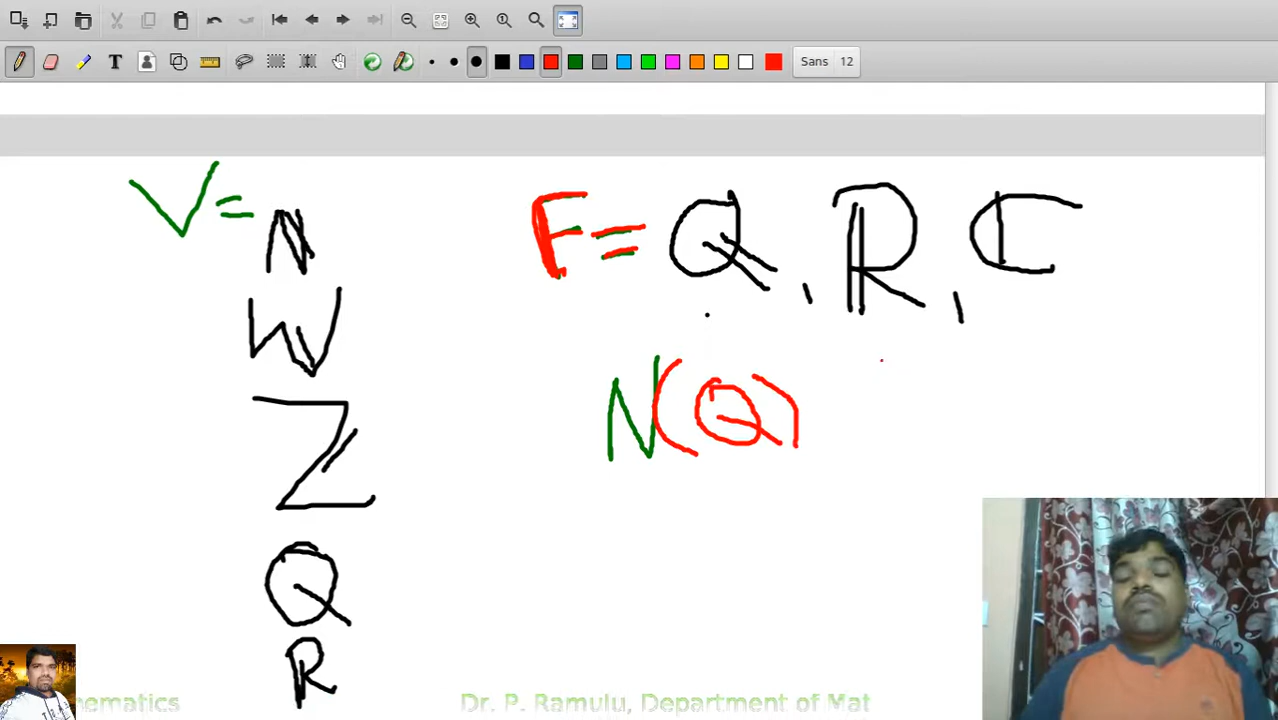 Sans 12
V = N
F = Q, R, C
W
N(Q)
Z
Q
R
ematics Dr. P. Ramulu, Department of Mat